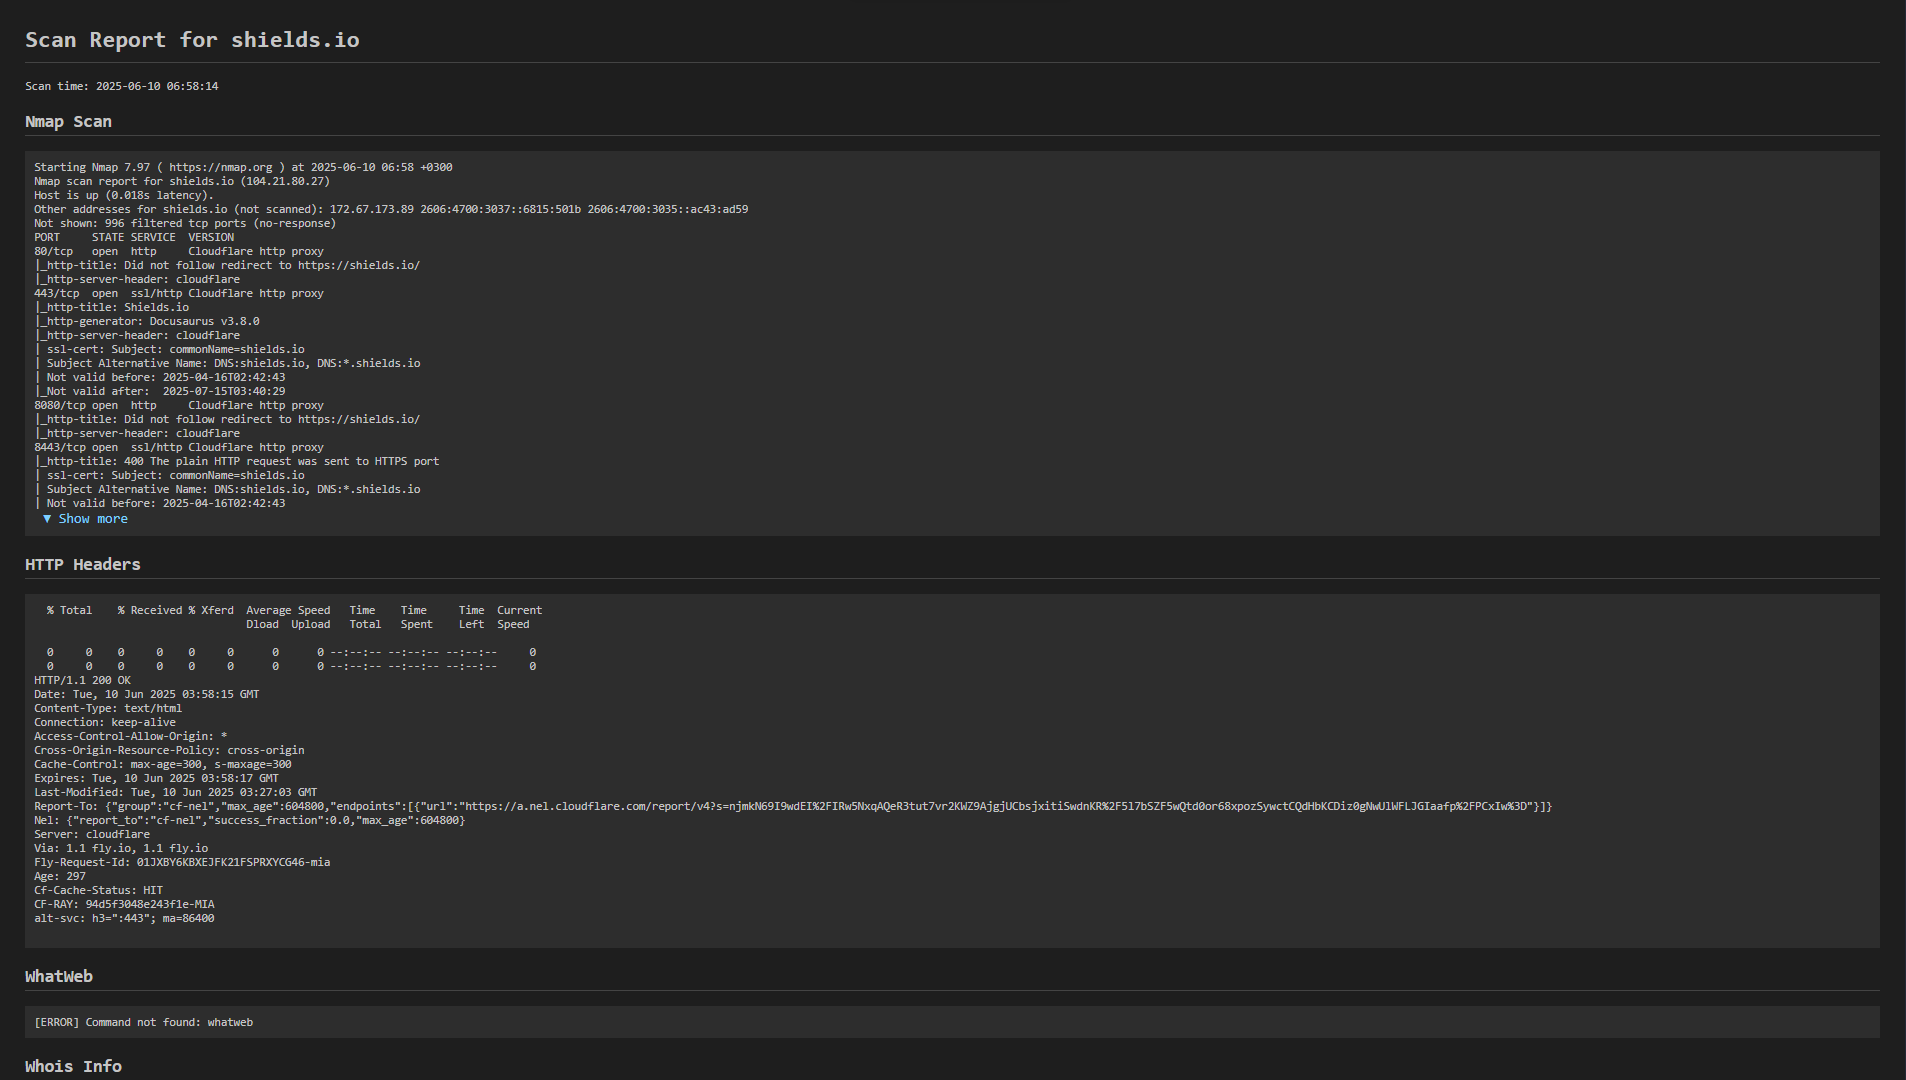 Scan Report for shields.io
Scan time: 2025-06-10 06:58:14
Nmap Scan
Starting Nmap 7.97 ( https://nmap.org ) at 2025-06-10 06:58 +0300
Nmap scan report for shields.io (104.21.80.27)
Host is up (0.018s latency).
Other addresses for shields.io (not scanned): 172.67.173.89 2606:4700:3037::6815:501b 2606:4700:3035::ac43:ad59
Not shown: 996 filtered tcp ports (no-response)
PORT     STATE SERVICE  VERSION
80/tcp   open  http     Cloudflare http proxy
|_http-title: Did not follow redirect to https://shields.io/
|_http-server-header: cloudflare
443/tcp  open  ssl/http Cloudflare http proxy
|_http-title: Shields.io
|_http-generator: Docusaurus v3.8.0
|_http-server-header: cloudflare
| ssl-cert: Subject: commonName=shields.io
| Subject Alternative Name: DNS:shields.io, DNS:*.shields.io
| Not valid before: 2025-04-16T02:42:43
|_Not valid after:  2025-07-15T03:40:29
8080/tcp open  http     Cloudflare http proxy
|_http-title: Did not follow redirect to https://shields.io/
|_http-server-header: cloudflare
8443/tcp open  ssl/http Cloudflare http proxy
|_http-title: 400 The plain HTTP request was sent to HTTPS port
| ssl-cert: Subject: commonName=shields.io
| Subject Alternative Name: DNS:shields.io, DNS:*.shields.io
| Not valid before: 2025-04-16T02:42:43
▼ Show more
HTTP Headers
  % Total    % Received % Xferd  Average Speed   Time    Time     Time  Current
                                 Dload  Upload   Total   Spent    Left  Speed
  0     0    0     0    0     0      0      0 --:--:-- --:--:-- --:--:--     0
  0     0    0     0    0     0      0      0 --:--:-- --:--:-- --:--:--     0
HTTP/1.1 200 OK
Date: Tue, 10 Jun 2025 03:58:15 GMT
Content-Type: text/html
Connection: keep-alive
Access-Control-Allow-Origin: *
Cross-Origin-Resource-Policy: cross-origin
Cache-Control: max-age=300, s-maxage=300
Expires: Tue, 10 Jun 2025 03:58:17 GMT
Last-Modified: Tue, 10 Jun 2025 03:27:03 GMT
Report-To: {"group":"cf-nel","max_age":604800,"endpoints":[{"url":"https://a.nel.cloudflare.com/report/v4?s=njmkN69I9wdEI%2FIRw5NxqAQeR3tut7vr2KWZ9AjgjUCbsjxitiSwdnKR%2F5l7bSZF5wQtd0or68xpozSywctCQdHbKCDiz0gNwUlWFLJGIaafp%2FPCxIw%3D"}]}
Nel: {"report_to":"cf-nel","success_fraction":0.0,"max_age":604800}
Server: cloudflare
Via: 1.1 fly.io, 1.1 fly.io
Fly-Request-Id: 01JXBY6KBXEJFK21FSPRXYCG46-mia
Age: 297
Cf-Cache-Status: HIT
CF-RAY: 94d5f3048e243f1e-MIA
alt-svc: h3=":443"; ma=86400
WhatWeb
[ERROR] Command not found: whatweb
Whois Info